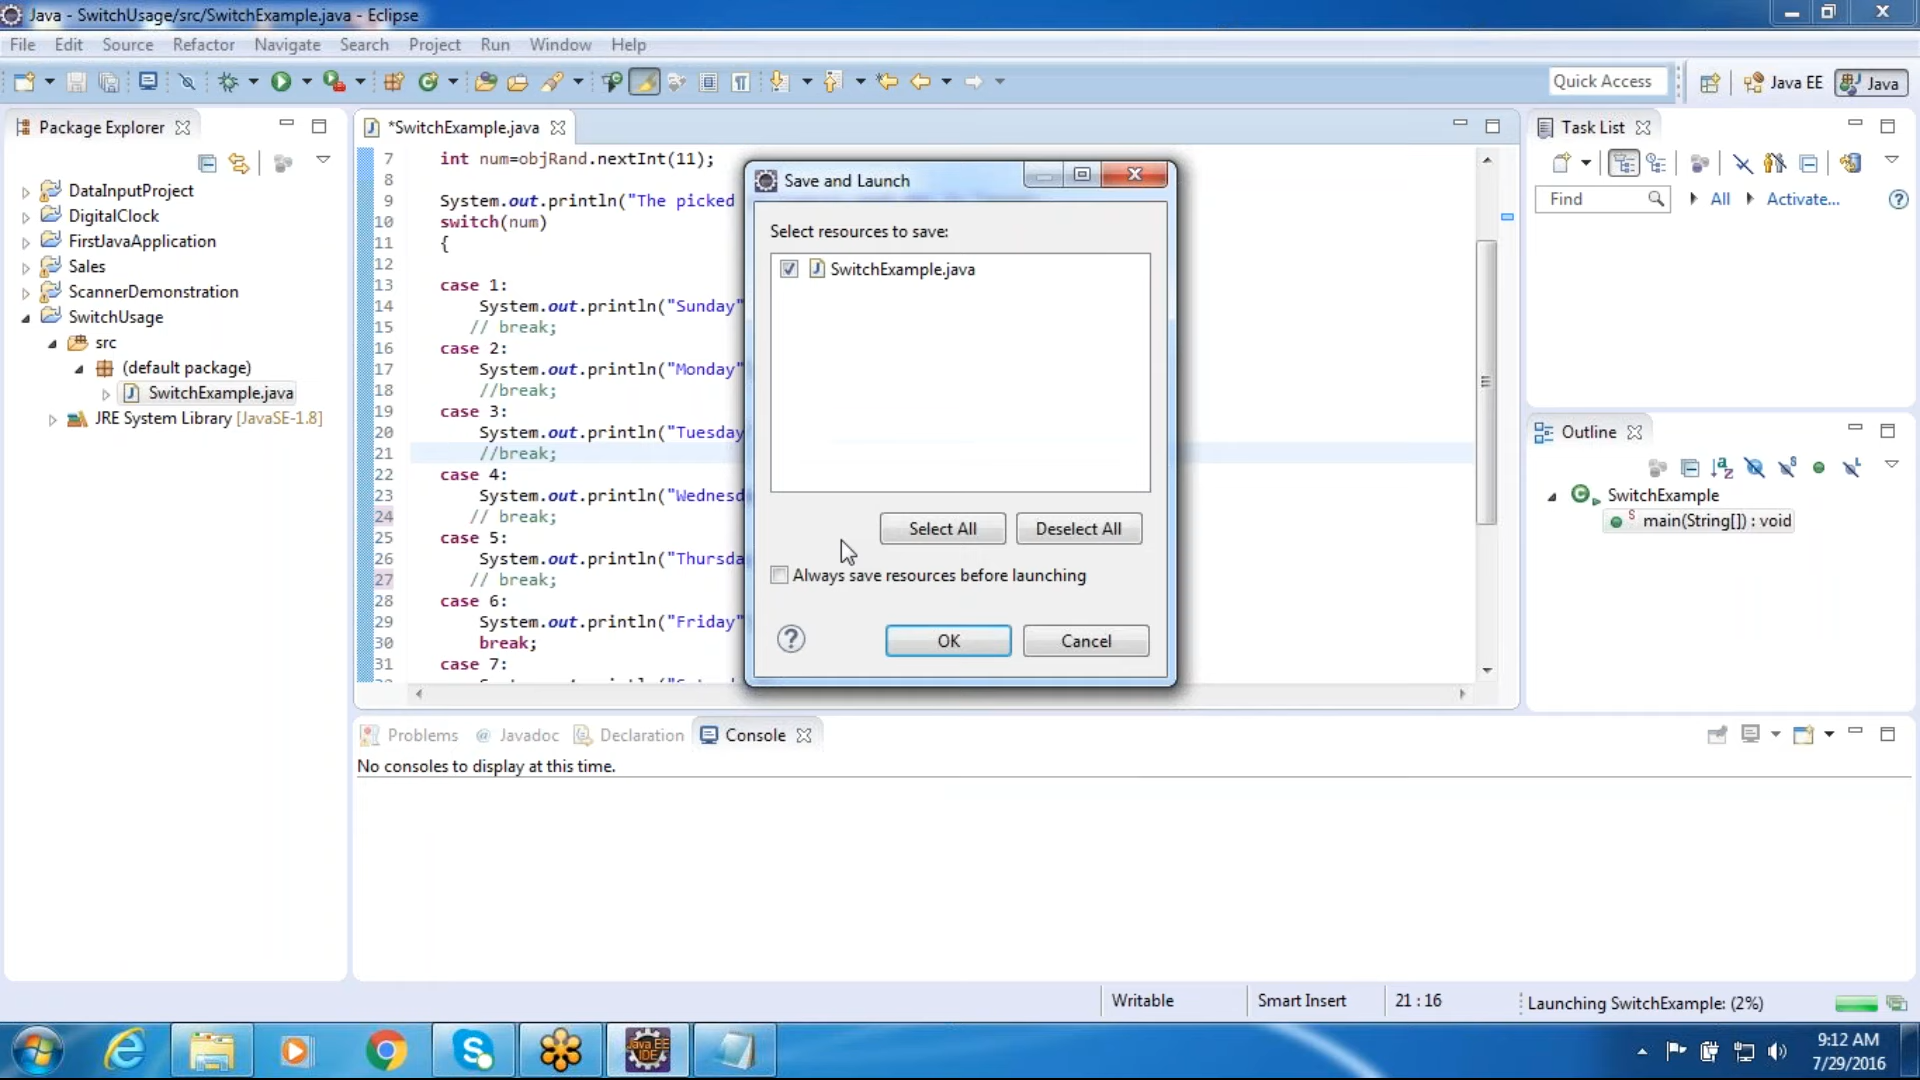 Java - SwitchUsage/src/SwitchExample.java - Eclipse
File Edit Source Refactor Navigate Search Project Run Window Help
Quick Access
Java EE
Java
Package Explorer
DataInputProject
DigitalClock
FirstJavaApplication
Sales
ScannerDemonstration
SwitchUsage
src
(default package)
SwitchExample.java
JRE System Library [JavaSE-1.8]
*SwitchExample.java
7 int num=objRand.nextInt(11);
8
9 System.out.println("The picked
10 switch(num)
11 {
12
13 case 1:
14 System.out.println("Sunday"
15 // break;
16 case 2:
17 System.out.println("Monday"
18 //break;
19 case 3:
20 System.out.println("Tuesday
21 //break;
22 case 4:
23 System.out.println("Wednesd
24 // break;
25 case 5:
26 System.out.println("Thursda
27 // break;
28 case 6:
29 System.out.println("Friday"
30 break;
31 case 7:
Save and Launch
Select resources to save:
SwitchExample.java
Select All Deselect All
Always save resources before launching
OK Cancel
Task List
Find
All
Activate...
Outline
SwitchExample
main(String[]) : void
Problems @ Javadoc Declaration Console
No consoles to display at this time.
Writable Smart Insert 21 : 16 Launching SwitchExample: (2%)
Java EE
IDE
9:12 AM
7/29/2016